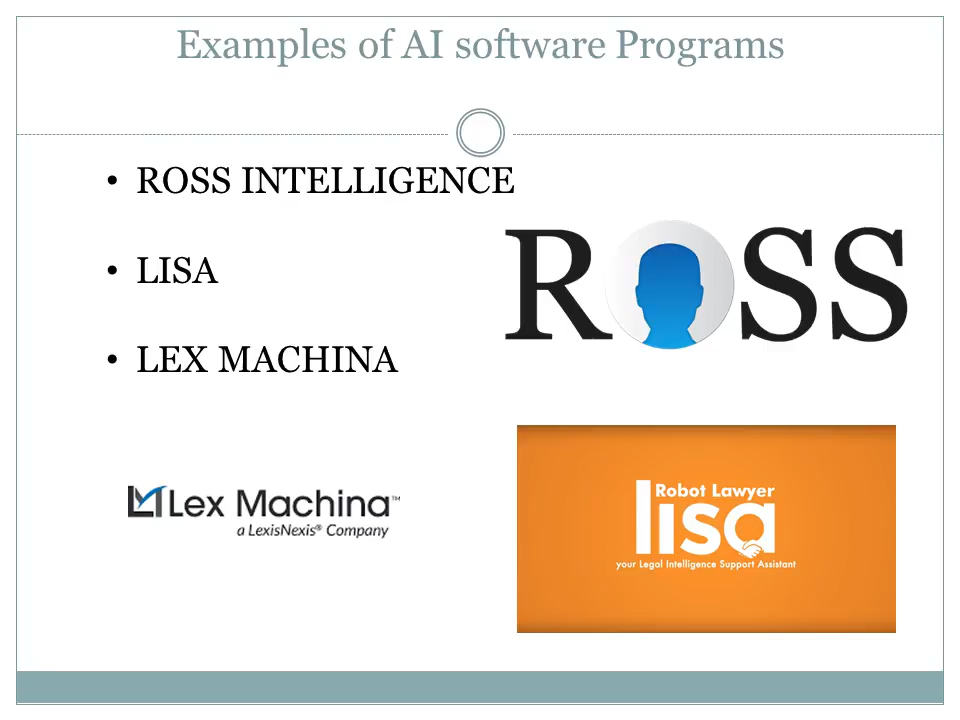 Examples of AI software Programs
• ROSS INTELLIGENCE
• LISA
• LEX MACHINA
ROSS
Lex Machina™
a LexisNexis® Company
Robot Lawyer
lisa
your Legal Intelligence Support Assistant